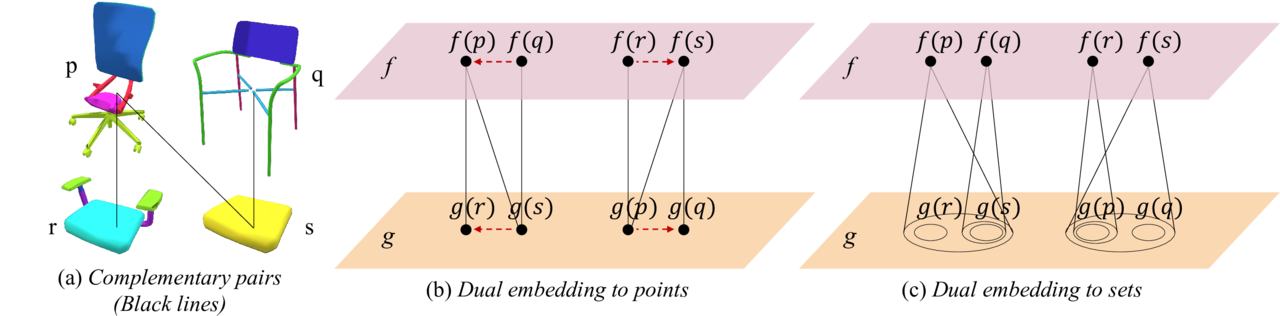 p
q
r
s
(a) Complementary pairs
(Black lines)
f
f(p) f(q) f(r) f(s)
g(r) g(s) g(p) g(q)
g
(b) Dual embedding to points
f
f(p) f(q) f(r) f(s)
g(r) g(s) g(p) g(q)
g
(c) Dual embedding to sets